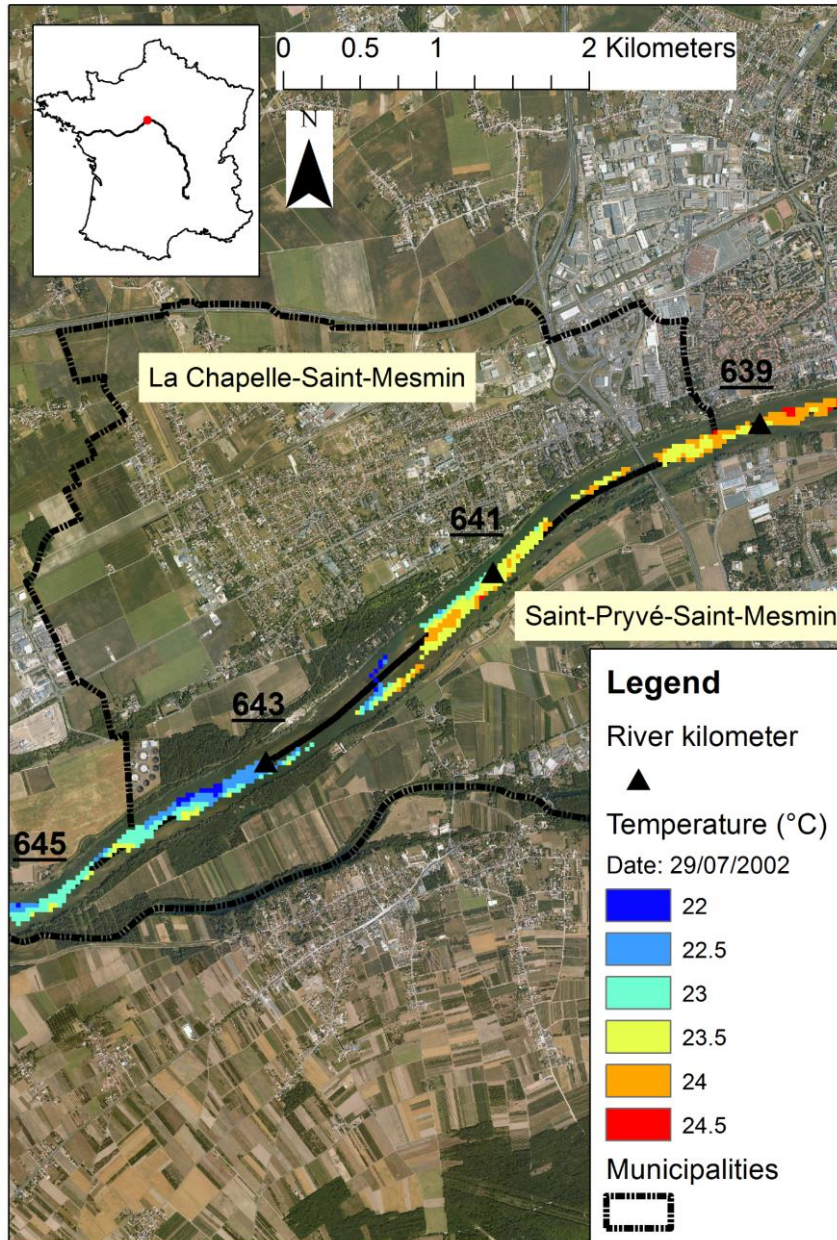 0 0.5 1 2 Kilometers
N
La Chapelle-Saint-Mesmin
639
641
Saint-Pryvé-Saint-Mesmin
643
645
Legend
River kilometer
Temperature (°C)
Date: 29/07/2002
22
22.5
23
23.5
24
24.5
Municipalities